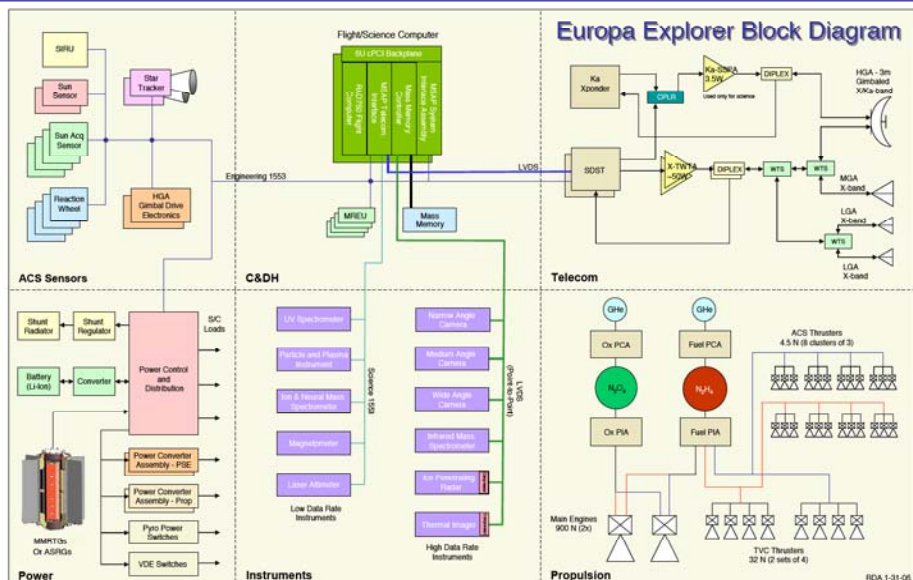 Europa Explorer Block Diagram
SIRU
Sun
Sensor
Sun Acq
Sensor
Reaction
Wheel
Star
Tracker
HGA
Gimbal Drive
Electronics
Engineering 1553
ACS Sensors
Flight/Science Computer
6U cPCI Backplane
RAD750 Flight
Computer
MSAP Telecom
Interface
Mass Memory
Controller
MSAP System
Interface Assembly
MREU
Mass
Memory
LVDS
C&DH
Ka
Xponder
CPLR
Ka-SSPA
3.5W
Used only for science
DIPLEX
HGA - 3m
Gimbaled
X/Ka-band
SDST
X-TWTA
~50W
DIPLEX
WTS
WTS
MGA
X-band
LGA
X-band
WTS
LGA
X-band
Telecom
Shunt
Radiator
Shunt
Regulator
Battery
(Li-Ion)
Converter
Power Control
and
Distribution
S/C
Loads
Power Converter
Assembly - PSE
Power Converter
Assembly - Prop
Pyro Power
Switches
VDE Switches
MMRTGs
Or ASRGs
Power
UV Spectrometer
Particle and Plasma
Instrument
Ion & Neural Mass
Spectrometer
Magnetometer
Laser Altimeter
Low Data Rate
Instruments
Science 1553
Narrow Angle
Camera
Medium Angle
Camera
Wide Angle
Camera
Infrared Mass
Spectrometer
Ice Penetrating
Radar
Thermal Imager
High Data Rate
Instruments
LVDS
(Point-to-Point)
Instruments
GHe
GHe
Ox PCA
Fuel PCA
N₂O₄
N₂H₄
Ox PIA
Fuel PIA
ACS Thrusters
4.5 N (8 clusters of 3)
Main Engines
900 N (2x)
TVC Thrusters
32 N (2 sets of 4)
Propulsion